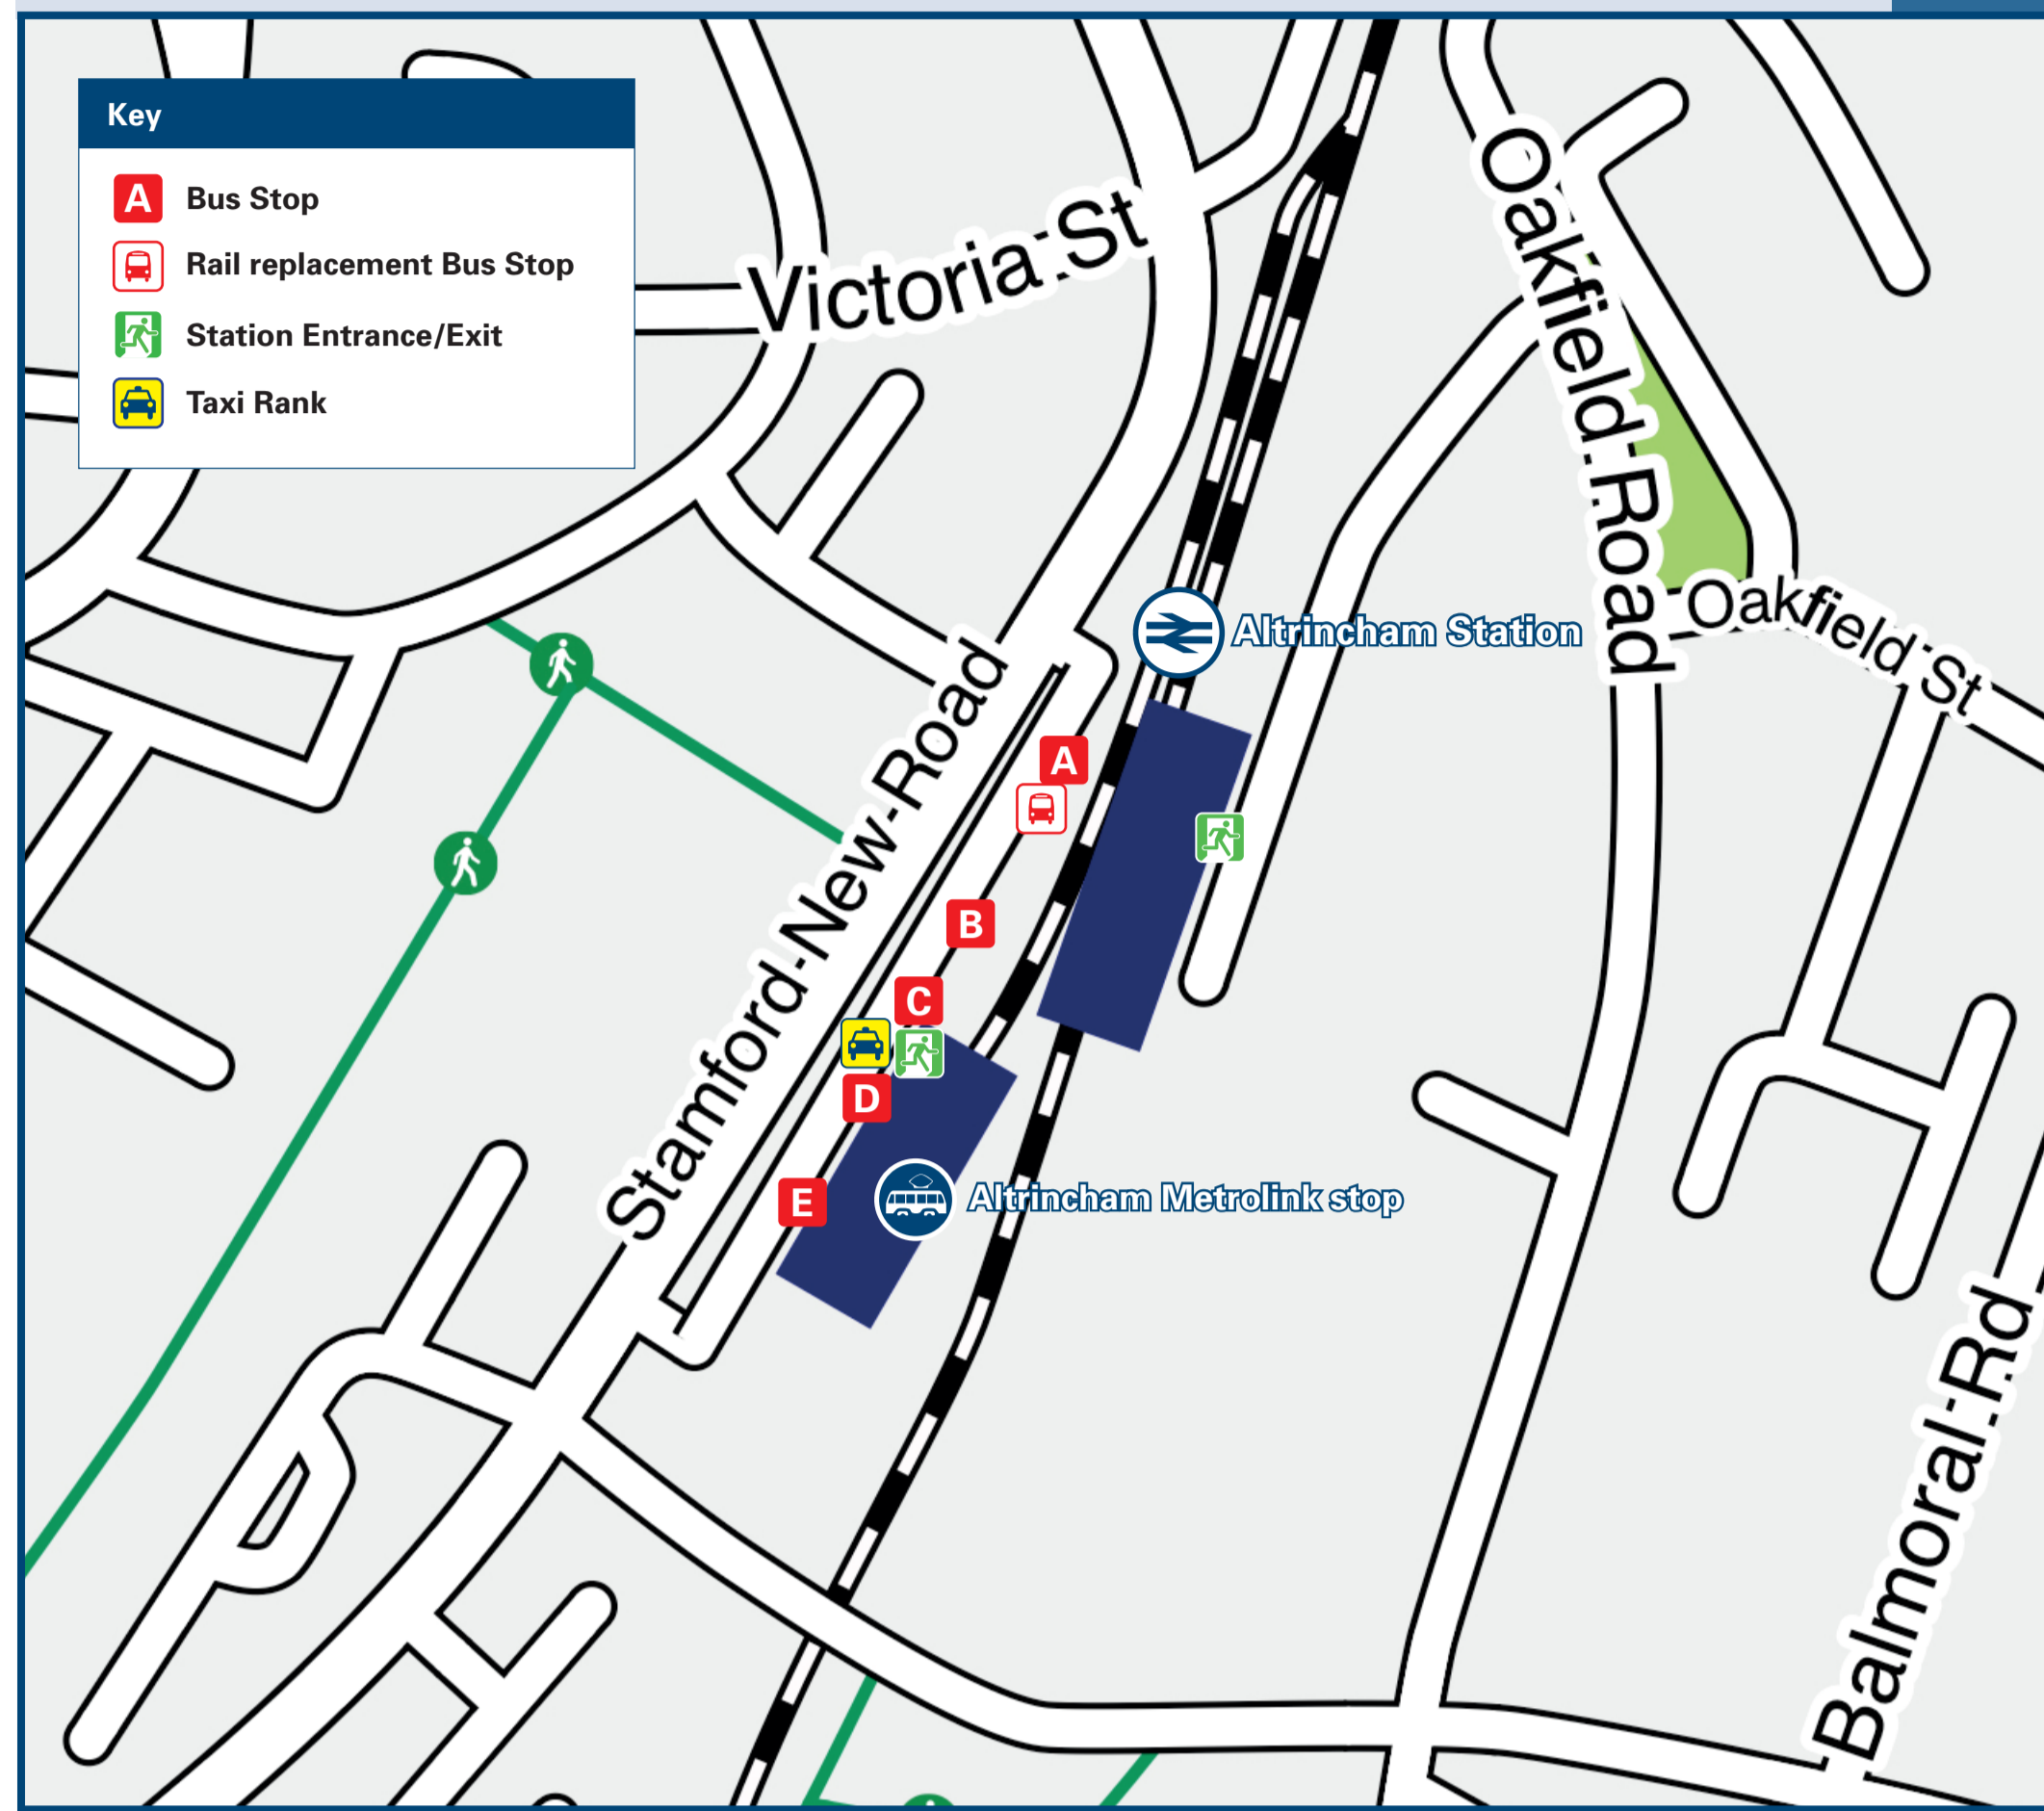 Key
A Bus Stop
Rail replacement Bus Stop
Station Entrance/Exit
Taxi Rank
Victoria St
Oakfield Road
Oakfield St
Altrincham Station
Stamford New Road
A
B
C
D
E
Altrincham Metrolink stop
Balmoral Rd